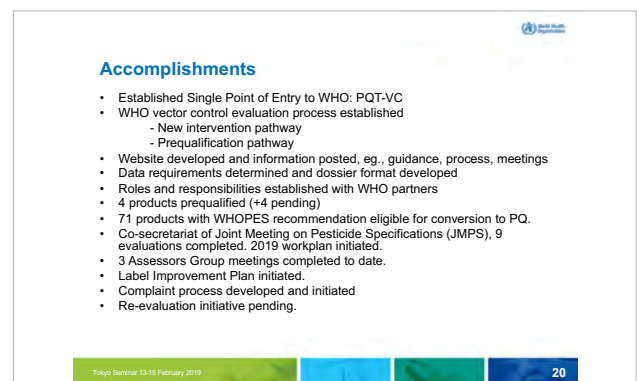 World Health Organization
Accomplishments
• Established Single Point of Entry to WHO: PQT-VC
• WHO vector control evaluation process established
- New intervention pathway
- Prequalification pathway
• Website developed and information posted, eg., guidance, process, meetings
• Data requirements determined and dossier format developed
• Roles and responsibilities established with WHO partners
• 4 products prequalified (+4 pending)
• 71 products with WHOPES recommendation eligible for conversion to PQ.
• Co-secretariat of Joint Meeting on Pesticide Specifications (JMPS), 9
evaluations completed. 2019 workplan initiated.
• 3 Assessors Group meetings completed to date.
• Label Improvement Plan initiated.
• Complaint process developed and initiated
• Re-evaluation initiative pending.
Tokyo Seminar 13-15 February 2019
20